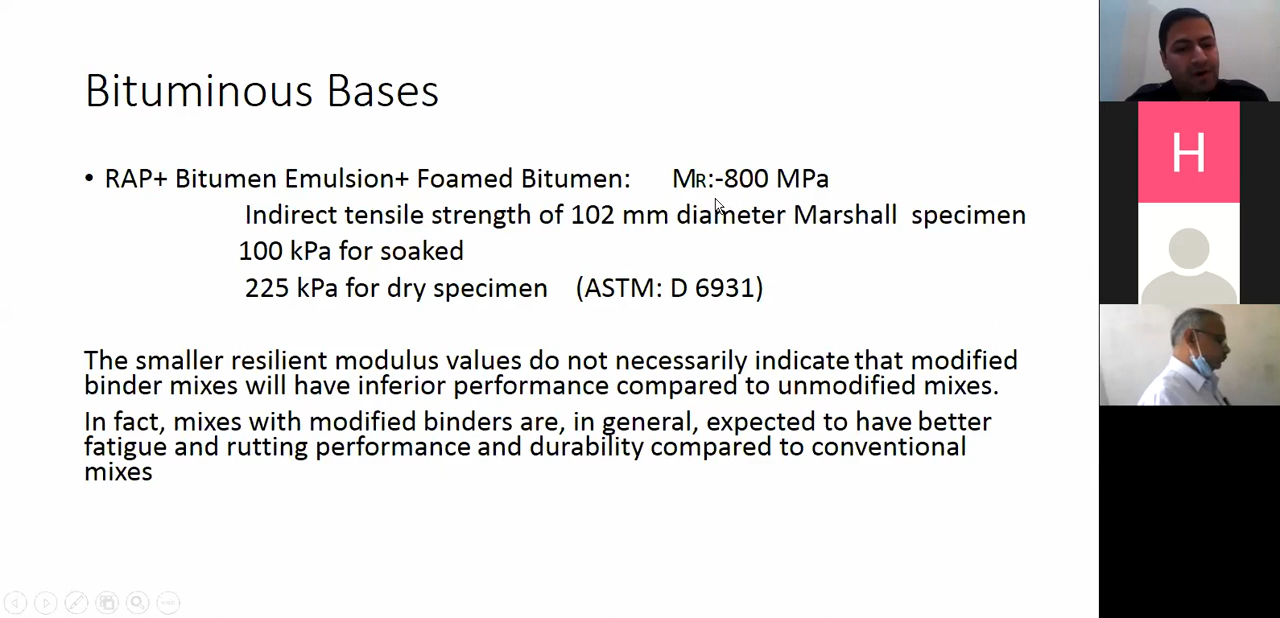 Bituminous Bases
• RAP+ Bitumen Emulsion+ Foamed Bitumen: MR:-800 MPa
Indirect tensile strength of 102 mm diameter Marshall specimen
100 kPa for soaked
225 kPa for dry specimen (ASTM: D 6931)
The smaller resilient modulus values do not necessarily indicate that modified
binder mixes will have inferior performance compared to unmodified mixes.
In fact, mixes with modified binders are, in general, expected to have better
fatigue and rutting performance and durability compared to conventional
mixes
H